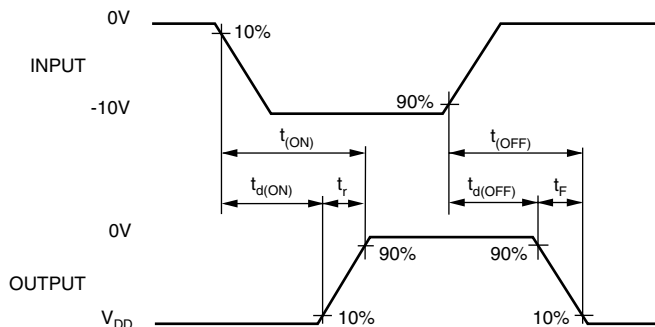 0V
10%
INPUT
-10V
90%
t(ON)
t(OFF)
td(ON)
tr
td(OFF)
tF
0V
90%
90%
OUTPUT
VDD
10%
10%